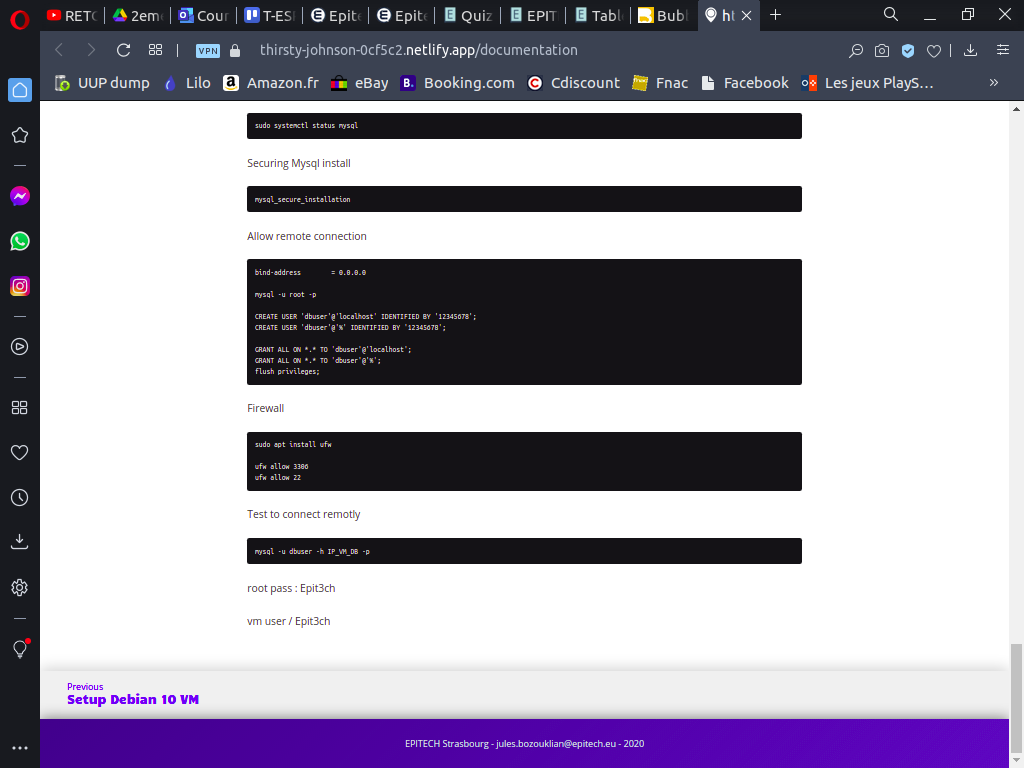 RETO
2em
Cour
T-ESI
Epite
Epite
Quiz
EPIT
Tabl
Bubl
ht
VPN
thirsty-johnson-0cf5c2.netlify.app/documentation
UUP dump
Lilo
Amazon.fr
eBay
Booking.com
Cdiscount
Fnac
Facebook
Les jeux PlayS...
sudo systemctl status mysql
Securing Mysql install
mysql_secure_installation
Allow remote connection
bind-address = 0.0.0.0
mysql -u root -p
CREATE USER 'dbuser'@'localhost' IDENTIFIED BY '12345678';
CREATE USER 'dbuser'@'%' IDENTIFIED BY '12345678';
GRANT ALL ON *.* TO 'dbuser'@'localhost';
GRANT ALL ON *.* TO 'dbuser'@'%';
flush privileges;
Firewall
sudo apt install ufw
ufw allow 3306
ufw allow 22
Test to connect remotly
mysql -u dbuser -h IP_VM_DB -p
root pass : Epit3ch
vm user / Epit3ch
Previous
Setup Debian 10 VM
EPITECH Strasbourg - jules.bozouklian@epitech.eu - 2020